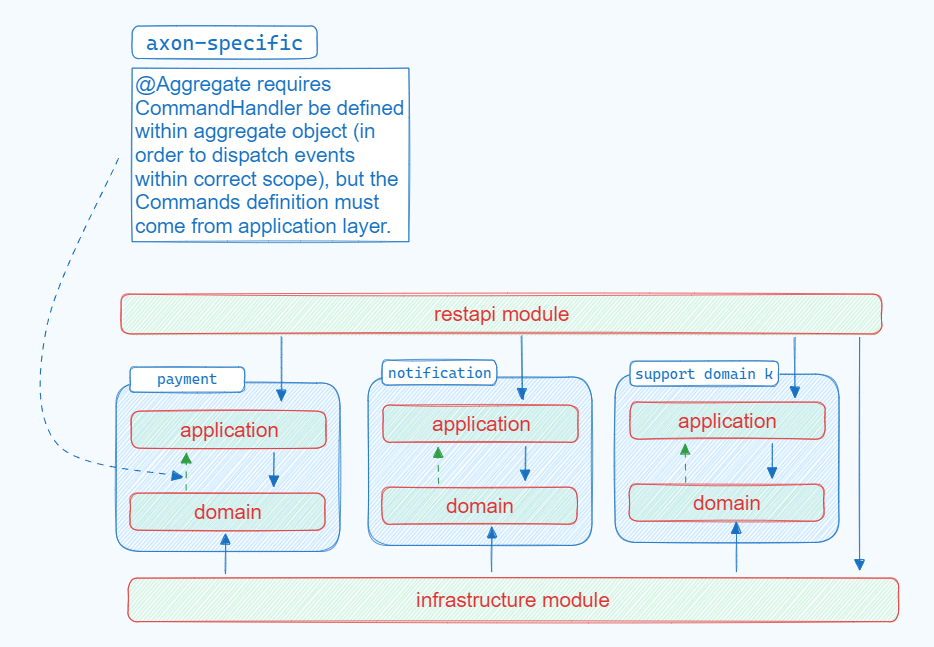 axon-specific
@Aggregate requires
CommandHandler be defined
within aggregate object (in
order to dispatch events
within correct scope), but the
Commands definition must
come from application layer.
restapi module
payment
notification
support domain k
application
application
application
domain
domain
domain
infrastructure module